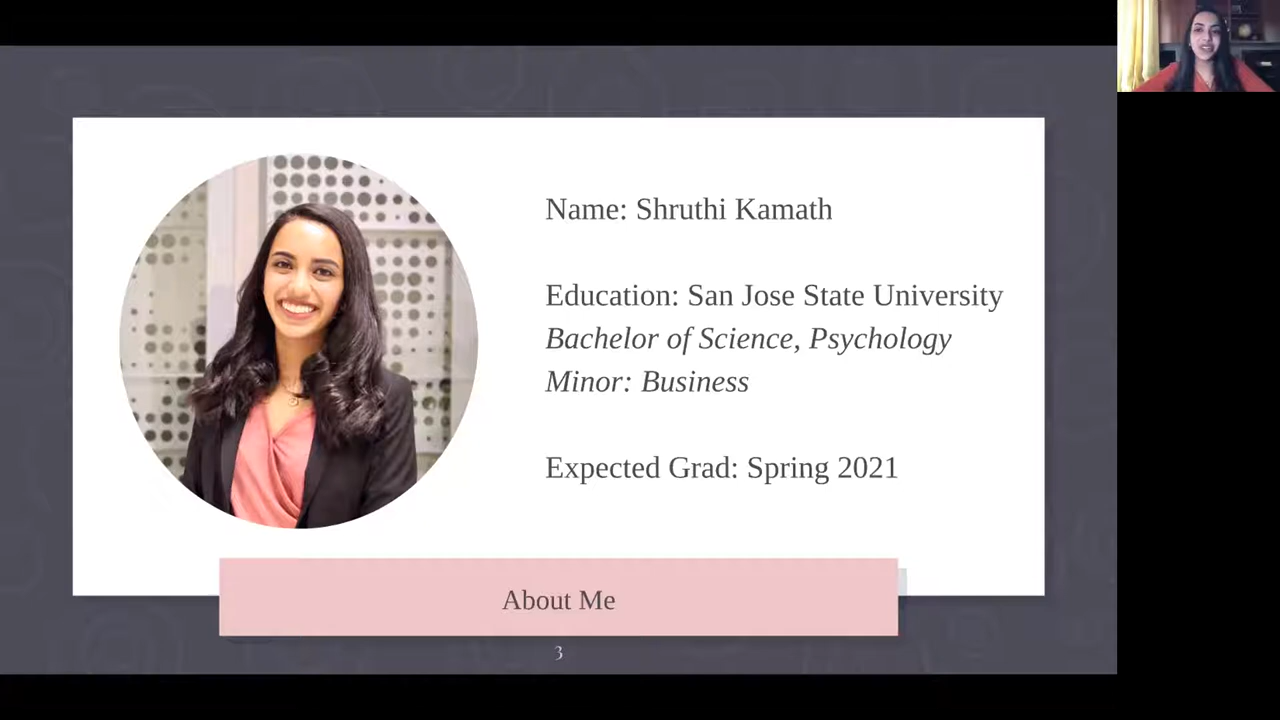 Name: Shruthi Kamath
Education: San Jose State University
Bachelor of Science, Psychology
Minor: Business
Expected Grad: Spring 2021
About Me
3